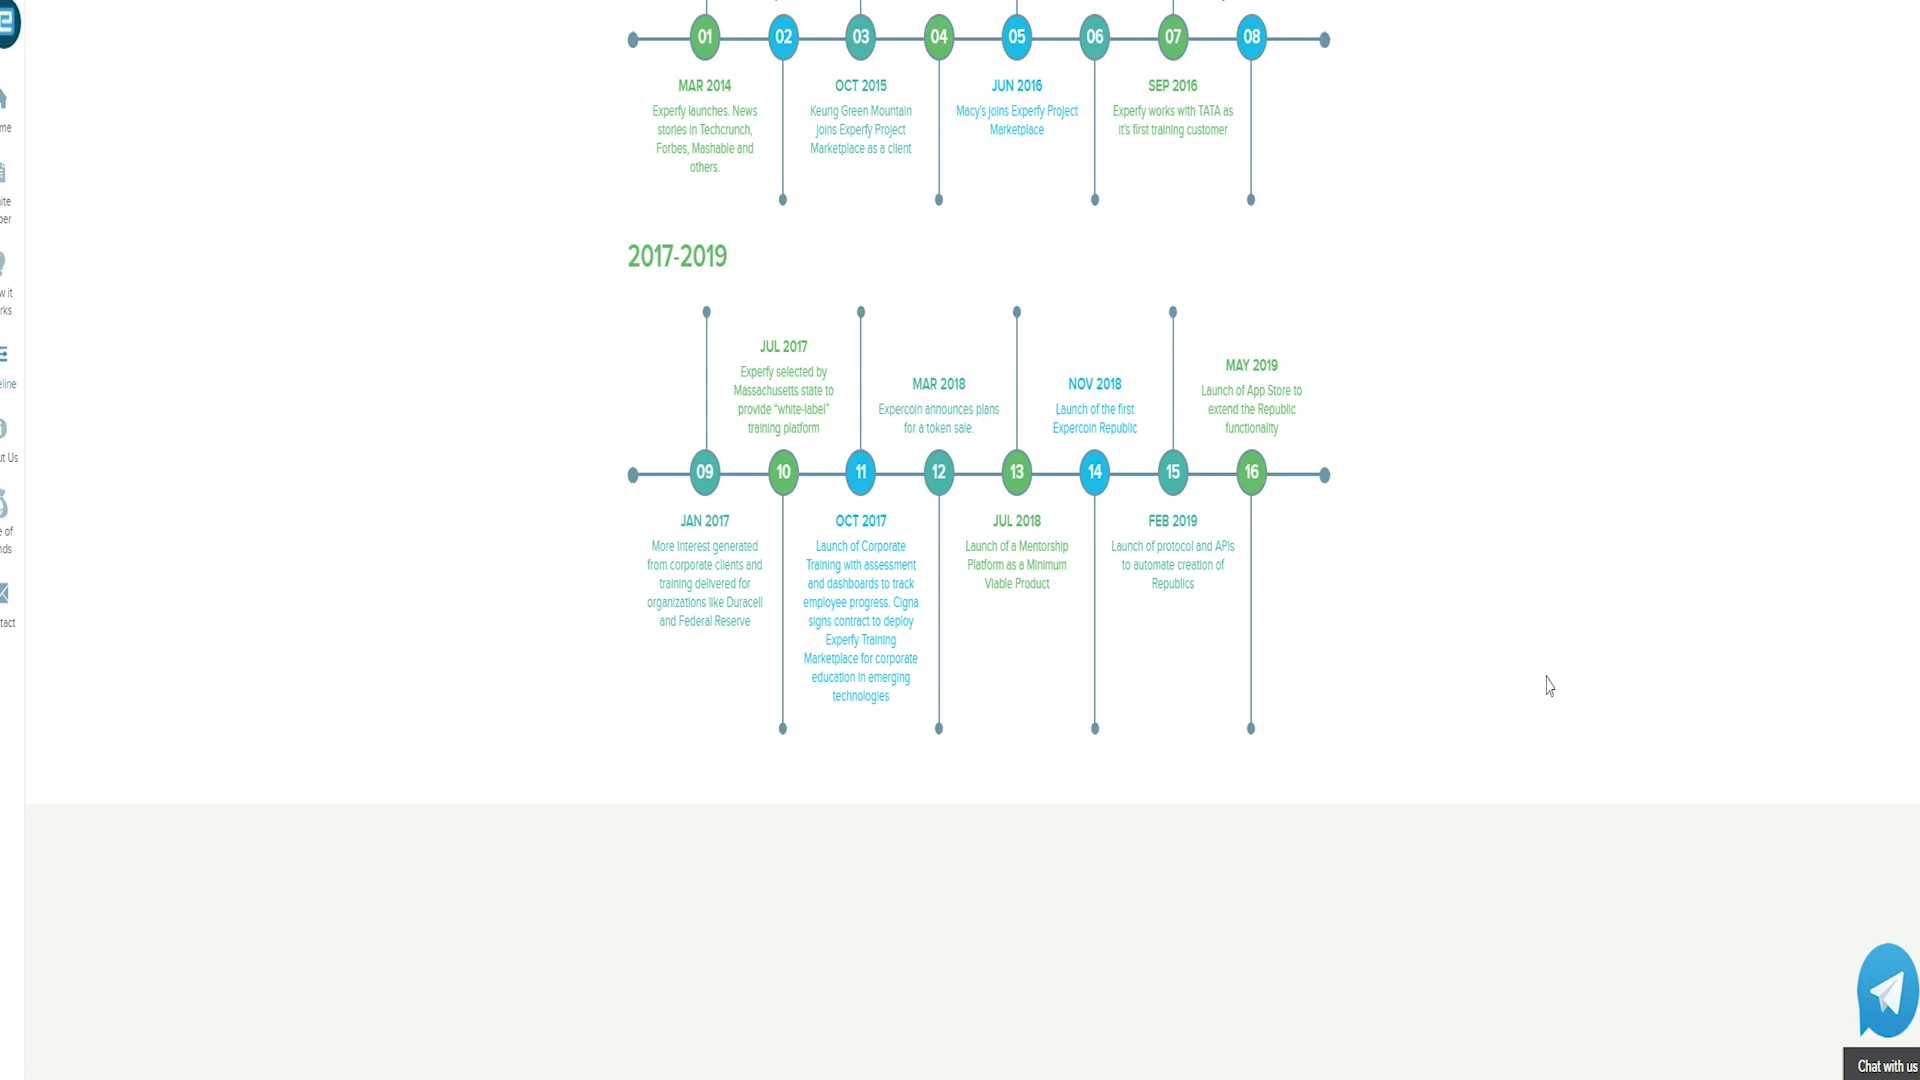 01
02
03
04
05
06
07
08
MAR 2014
Experfy launches. News
stories in Techcrunch,
Forbes, Mashable and
others.
OCT 2015
Keurig Green Mountain
joins Experfy Project
Marketplace as a client
JUN 2016
Macy's joins Experfy Project
Marketplace
SEP 2016
Experfy works with TATA as
it's first training customer
2017-2019
JUL 2017
Experfy selected by
Massachusetts state to
provide “white-label”
training platform
MAR 2018
Expercoin announces plans
for a token sale.
NOV 2018
Launch of the first
Expercoin Republic
MAY 2019
Launch of App Store to
extend the Republic
functionality
09
10
11
12
13
14
15
16
JAN 2017
More interest generated
from corporate clients and
training delivered for
organizations like Duracell
and Federal Reserve
OCT 2017
Launch of Corporate
Training with assessment
and dashboards to track
employee progress. Cigna
signs contract to deploy
Experfy Training
Marketplace for corporate
education in emerging
technologies
JUL 2018
Launch of a Mentorship
Platform as a Minimum
Viable Product
FEB 2019
Launch of protocol and APIs
to automate creation of
Republics
Chat with us